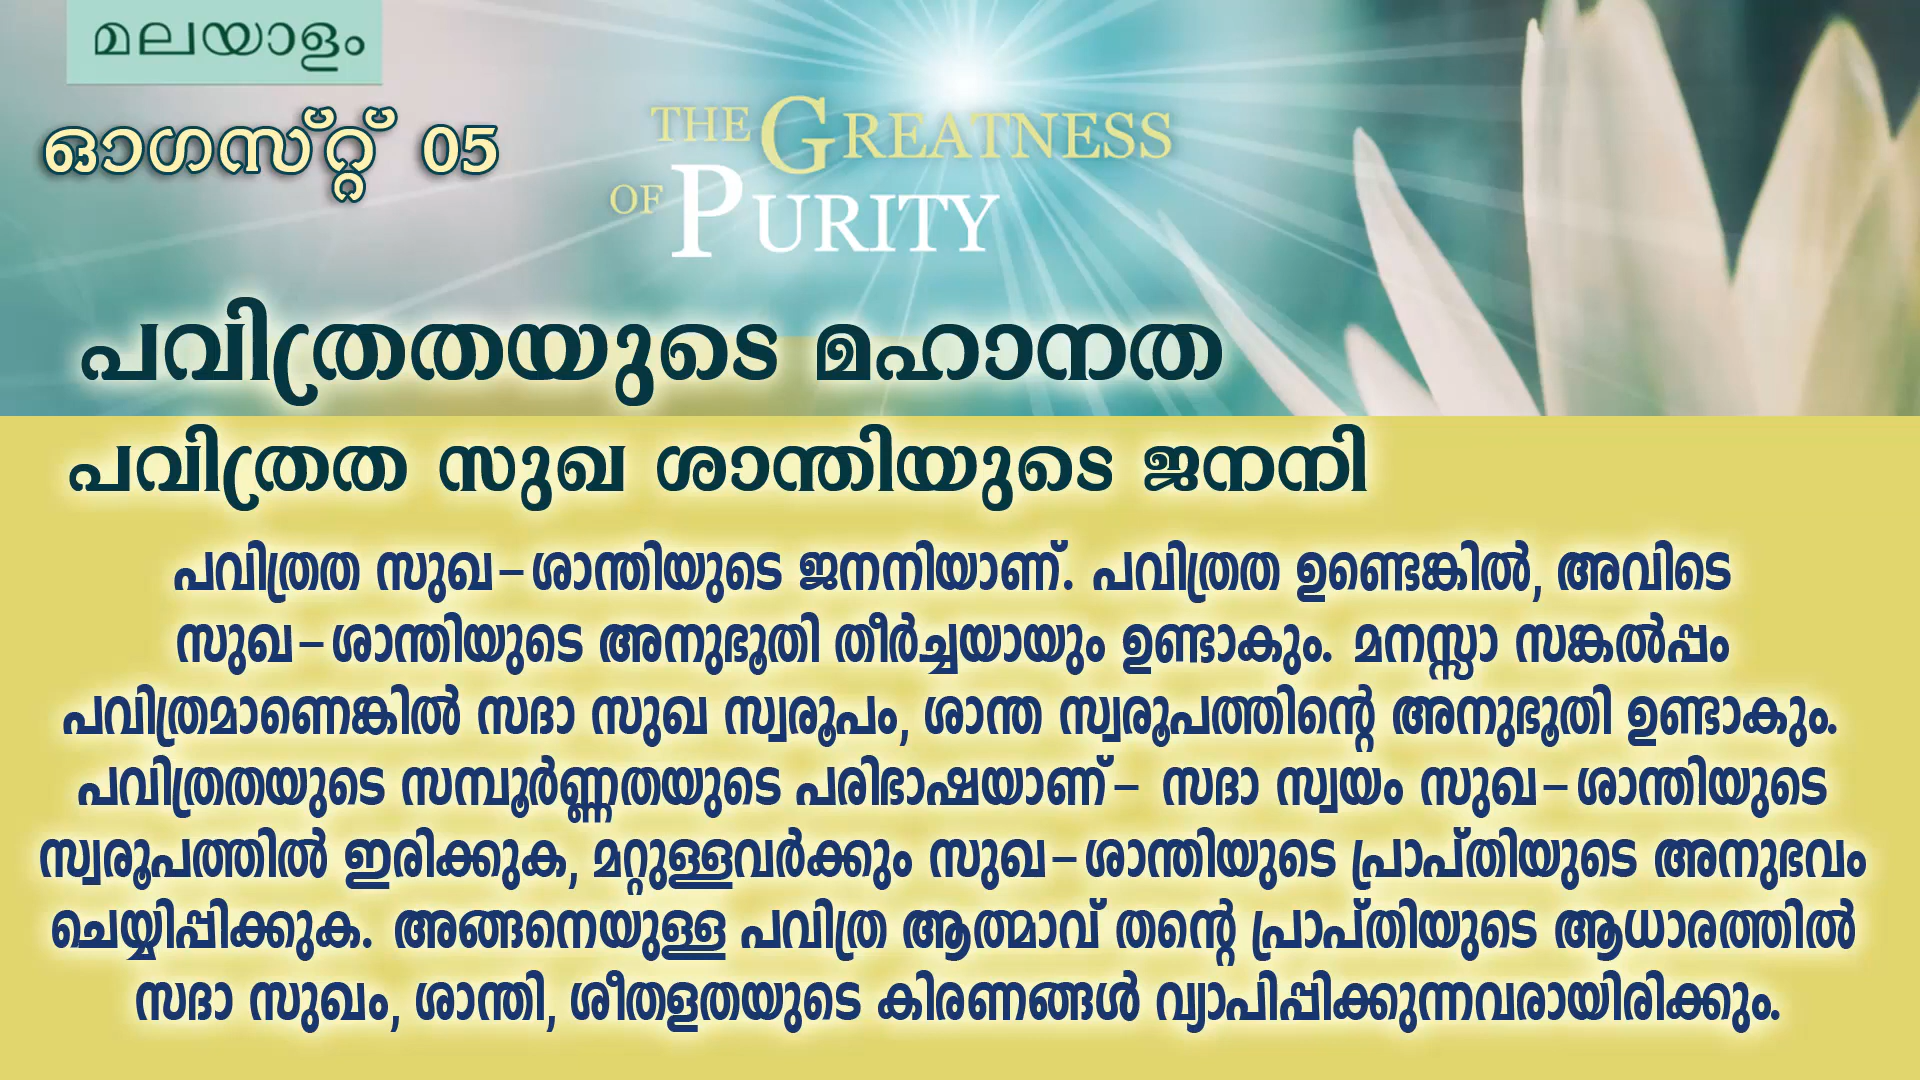 മലയാളം
ഓഗസ്റ്റ് 05
THE GREATNESS
OF PURITY
പവിത്രതയുടെ മഹാനത
പവിത്രത സുഖ ശാന്തിയുടെ ജനനി
പവിത്രത സുഖ-ശാന്തിയുടെ ജനനിയാണ്. പവിത്രത ഉണ്ടെങ്കിൽ, അവിടെ
സുഖ-ശാന്തിയുടെ അനുഭൂതി തീർച്ചയായും ഉണ്ടാകും. മനസ്സാ സങ്കൽപ്പം
പവിത്രമാണെങ്കിൽ സദാ സുഖ സ്വരൂപം, ശാന്ത സ്വരൂപത്തിന്റെ അനുഭൂതി ഉണ്ടാകും.
പവിത്രതയുടെ സമ്പൂർണ്ണതയുടെ പരിഭാഷയാണ്- സദാ സ്വയം സുഖ-ശാന്തിയുടെ
സ്വരൂപത്തിൽ ഇരിക്കുക, മറ്റുള്ളവർക്കും സുഖ-ശാന്തിയുടെ പ്രാപ്തിയുടെ അനുഭവം
ചെയ്യിപ്പിക്കുക. അങ്ങനെയുള്ള പവിത്ര ആത്മാവ് തന്റെ പ്രാപ്തിയുടെ ആധാരത്തിൽ
സദാ സുഖം, ശാന്തി, ശീതളതയുടെ കിരണങ്ങൾ വ്യാപിപ്പിക്കുന്നവരായിരിക്കും.